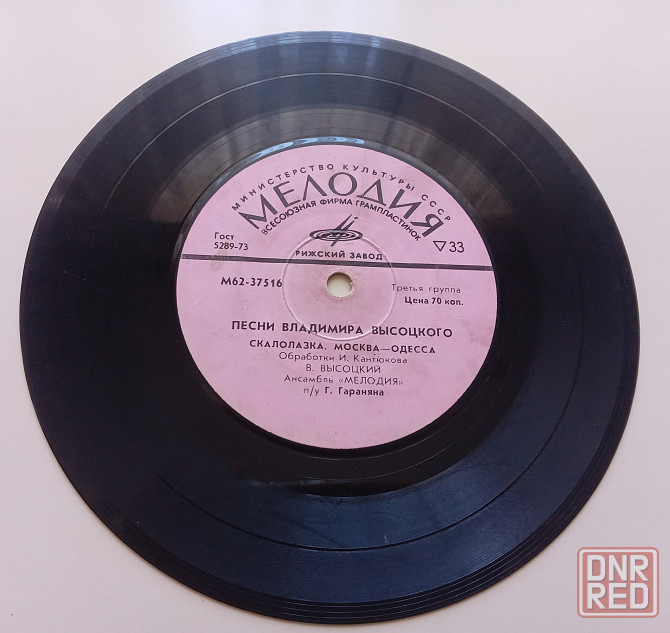 МИНИСТЕРСТВО КУЛЬТУРЫ СССР
МЕЛОДИЯ
ВСЕСОЮЗНАЯ ФИРМА ГРАМПЛАСТИНОК
Гост
5289-73
▽33
РИЖСКИЙ ЗАВОД
М62-37516
Третья группа
Цена 70 коп.
ПЕСНИ ВЛАДИМИРА ВЫСОЦКОГО
СКАЛОЛАЗКА. МОСКВА—ОДЕССА
Обработки И. Кантюкова
В. ВЫСОЦКИЙ
Ансамбль «МЕЛОДИЯ»
п/у Г. Гараняна
DNR
RED